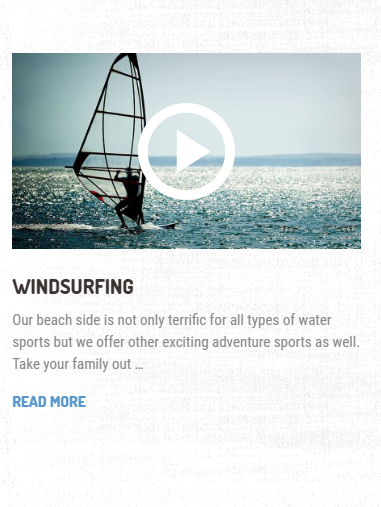 WINDSURFING
Our beach side is not only terrific for all types of water
sports but we offer other exciting adventure sports as well.
Take your family out ...
READ MORE